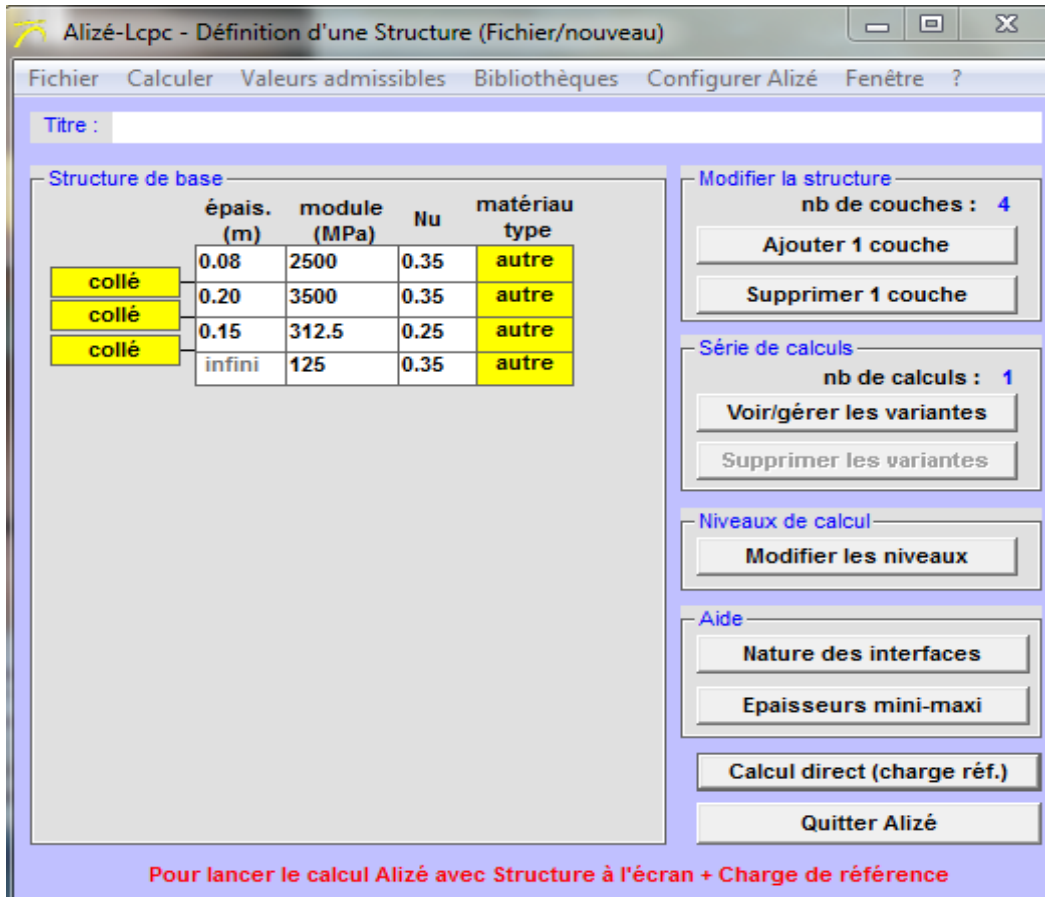 Alizé-Lcpc - Définition d'une Structure (Fichier/nouveau)
Fichier Calculer Valeurs admissibles Bibliothèques Configurer Alizé Fenêtre ?
Titre :
Structure de base
épais. (m) module (MPa) Nu matériau type
0.08 2500 0.35 autre
collé
0.20 3500 0.35 autre
collé
0.15 312.5 0.25 autre
collé
infini 125 0.35 autre
Modifier la structure
nb de couches : 4
Ajouter 1 couche
Supprimer 1 couche
Série de calculs
nb de calculs : 1
Voir/gérer les variantes
Supprimer les variantes
Niveaux de calcul
Modifier les niveaux
Aide
Nature des interfaces
Epaisseurs mini-maxi
Calcul direct (charge réf.)
Quitter Alizé
Pour lancer le calcul Alizé avec Structure à l'écran + Charge de référence